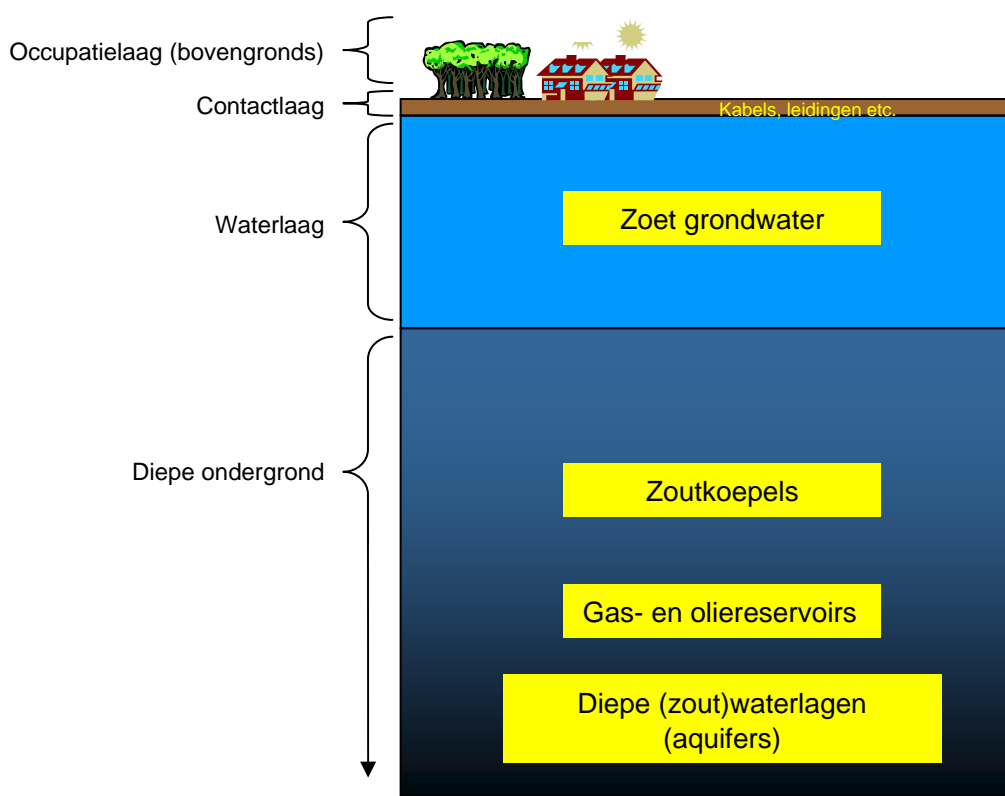 Occupatielaag (bovengronds)
Contactlaag
Kabels, leidingen etc.
Waterlaag
Zoet grondwater
Diepe ondergrond
Zoutkoepels
Gas- en oliereservoirs
Diepe (zout)waterlagen
(aquifers)